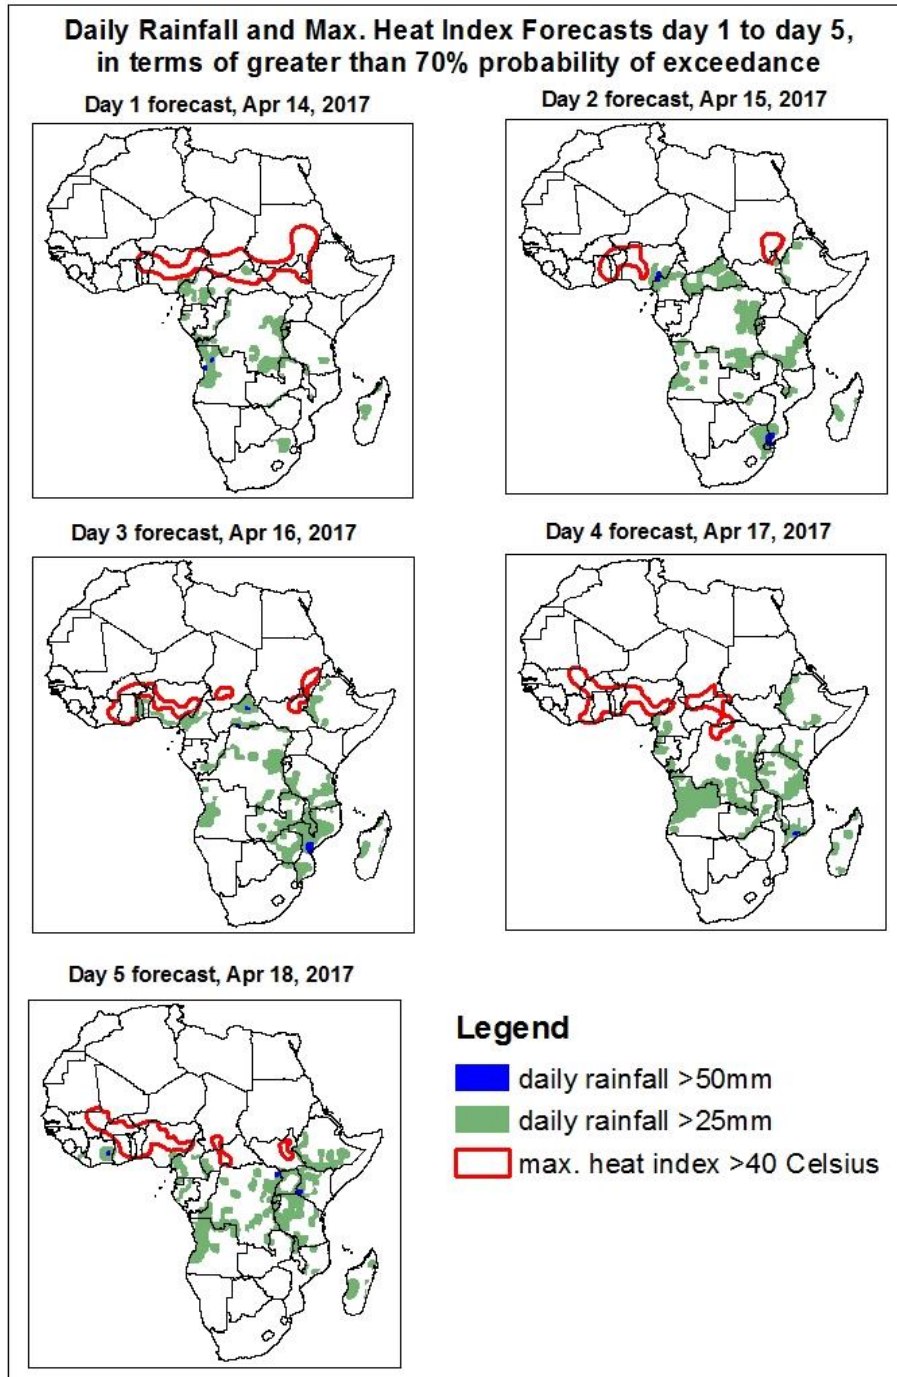 Daily Rainfall and Max. Heat Index Forecasts day 1 to day 5,
in terms of greater than 70% probability of exceedance
Day 1 forecast, Apr 14, 2017
Day 2 forecast, Apr 15, 2017
Day 3 forecast, Apr 16, 2017
Day 4 forecast, Apr 17, 2017
Day 5 forecast, Apr 18, 2017
Legend
daily rainfall >50mm
daily rainfall >25mm
max. heat index >40 Celsius